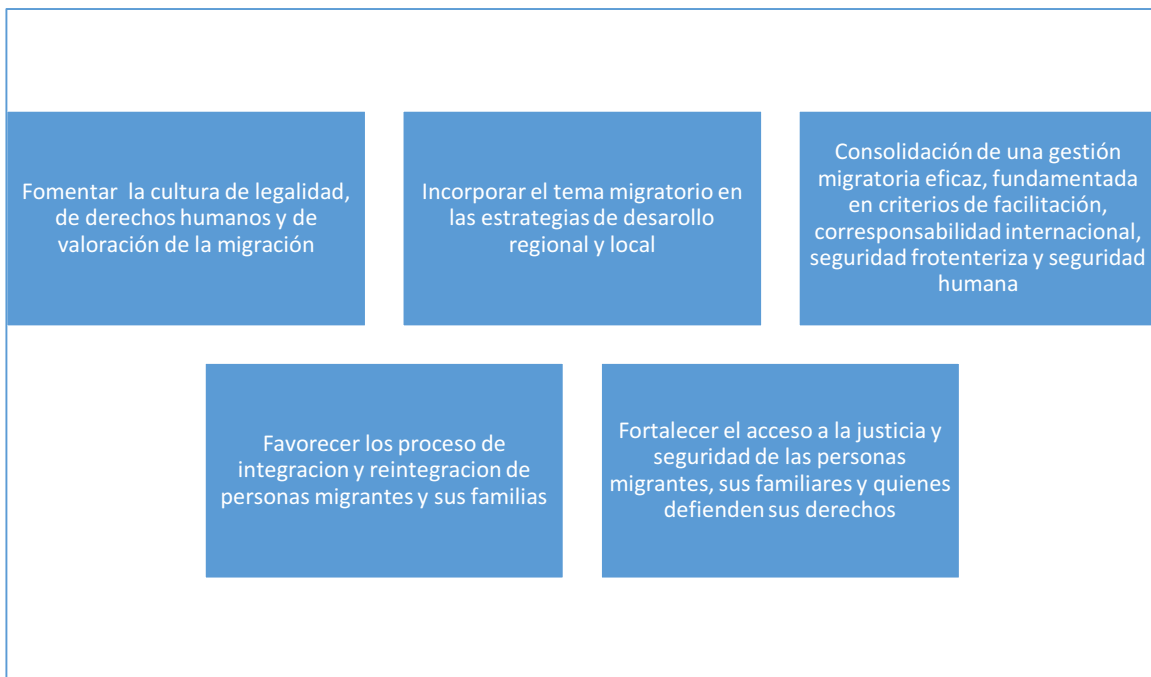 Fomentar  la cultura de legalidad,
de derechos humanos y de
valoración de la migración
Incorporar el tema migratorio en
las estrategias de desarollo
regional y local
Consolidación de una gestión
migratoria eficaz, fundamentada
en criterios de facilitación,
corresponsabilidad internacional,
seguridad frotenteriza y seguridad
humana
Favorecer los proceso de
integracion y reintegracion de
personas migrantes y sus familias
Fortalecer el acceso a la justicia y
seguridad de las personas
migrantes, sus familiares y quienes
defienden sus derechos